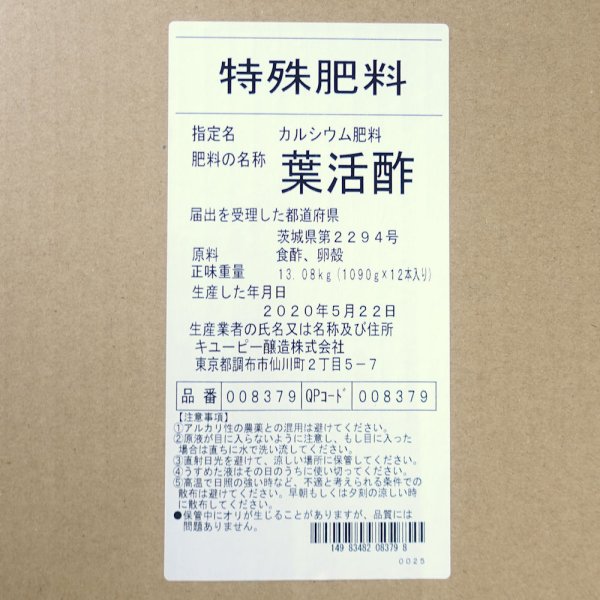 特殊肥料
指定名 カルシウム肥料
肥料の名称 葉活酢
届出を受理した都道府県
茨城県第2294号
原料 食酢、卵殻
正味重量 13.08kg(1090g×12本入り)
生産した年月日
2020年5月22日
生産業者の氏名又は名称及び住所
キユーピー醸造株式会社
東京都調布市仙川町2丁目5-7
品番 008379 QPコード 008379
【注意事項】
①アルカリ性の農薬との混用は避けてください。
②原液が目に入らないように注意し、もし目に入った
場合は直ちに水で洗い流してください。
③直射日光を避けて、涼しい場所に保管してください。
④うすめた液はその日のうちに使い切ってください。
⑤高温で日照の強い時など、不適と考えられる条件での
散布は避けてください。早朝もしくは夕刻の涼しい時
に散布してください。
●保管中にオリが生じることがありますが、品質には
問題ありません。
149 83482 08379 8
0025